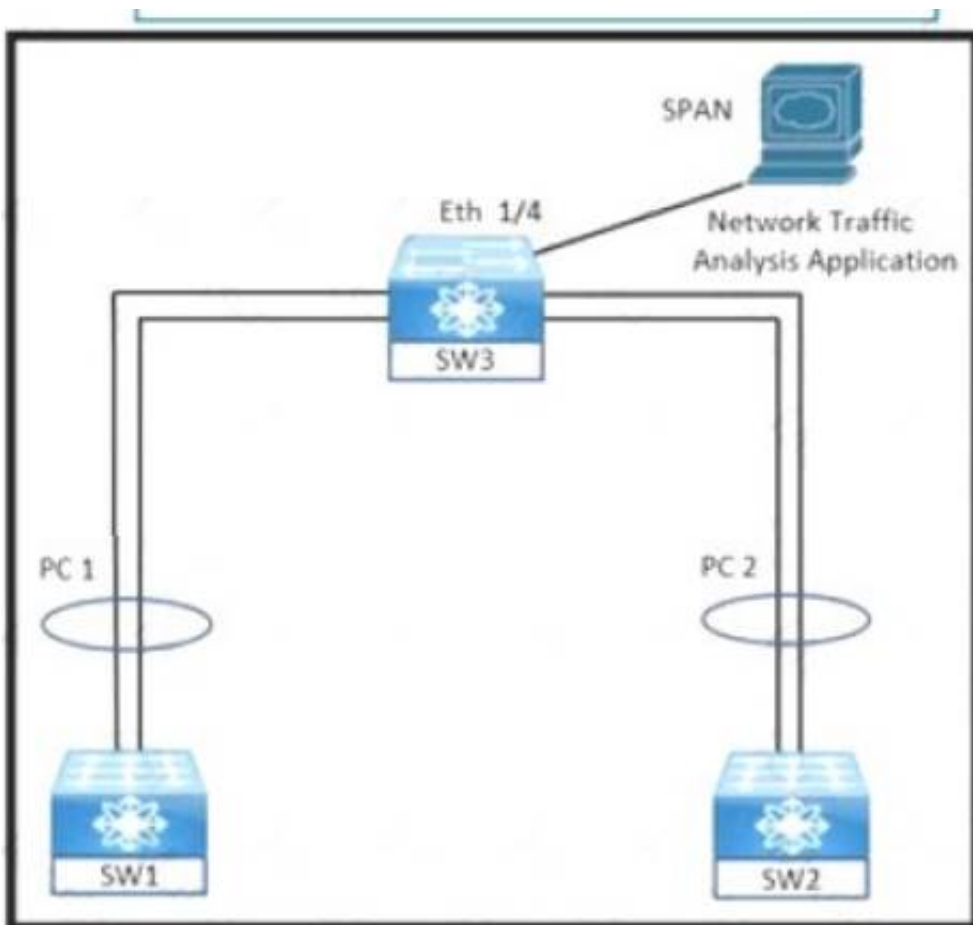 SPAN
Eth 1/4
Network Traffic
Analysis Application
SW3
PC 1
PC 2
SW1
SW2